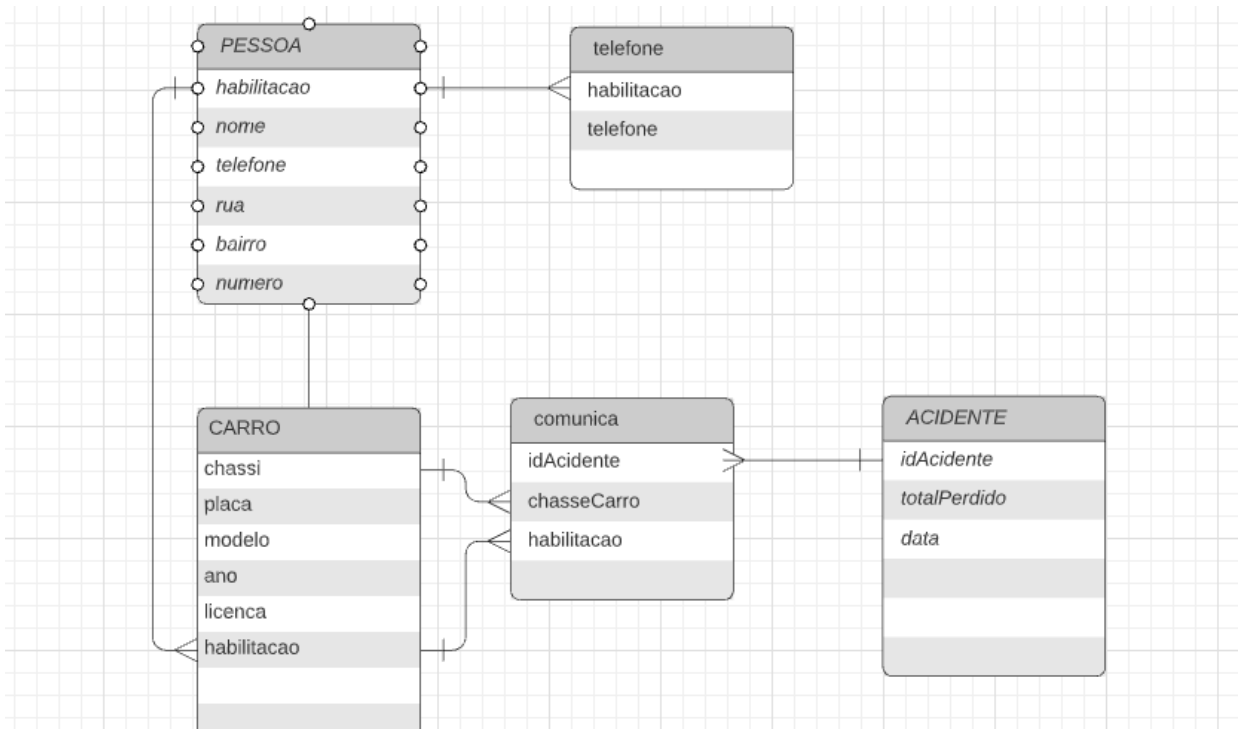 PESSOA
habilitacao
nome
telefone
rua
bairro
numero
telefone
habilitacao
telefone
CARRO
chassi
placa
modelo
ano
licenca
habilitacao
comunica
idAcidente
chasseCarro
habilitacao
ACIDENTE
idAcidente
totalPerdido
data